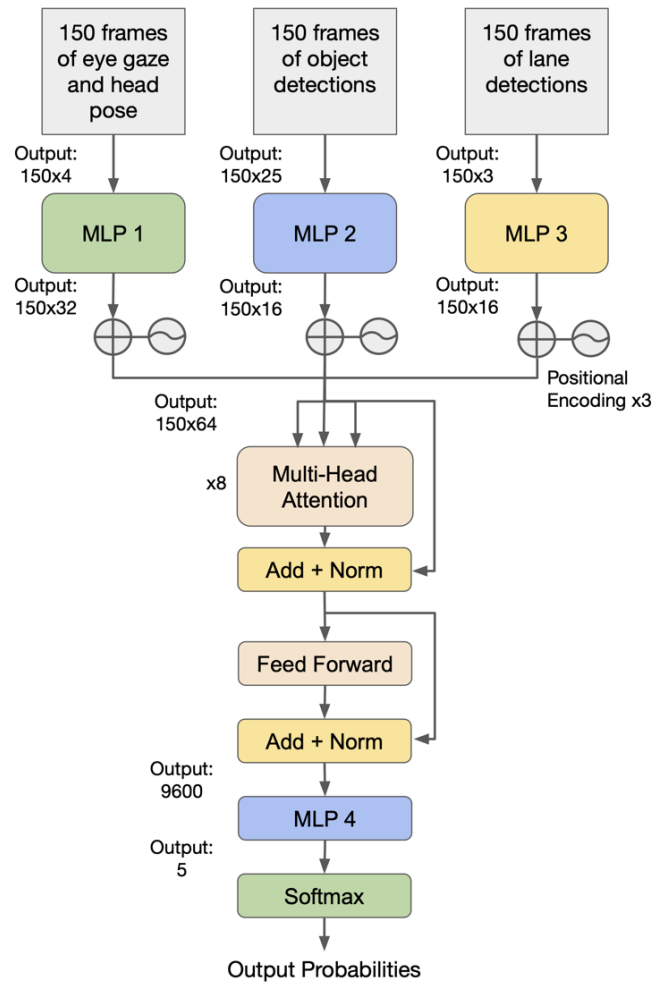 150 frames
of eye gaze
and head
pose
150 frames
of object
detections
150 frames
of lane
detections
Output:
150x4
Output:
150x25
Output:
150x3
MLP 1
MLP 2
MLP 3
Output:
150x32
Output:
150x16
Output:
150x16
Positional
Encoding x3
Output:
150x64
x8
Multi-Head
Attention
Add + Norm
Feed Forward
Add + Norm
Output:
9600
MLP 4
Output:
5
Softmax
Output Probabilities